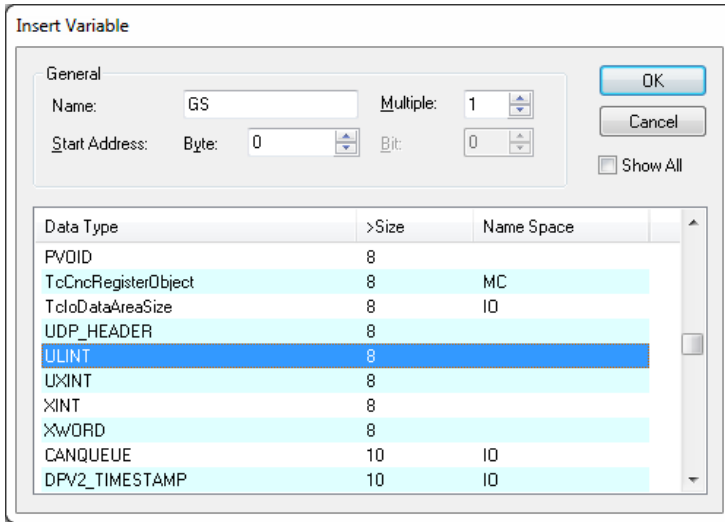 Insert Variable
General
Name: GS Multiple: 1
Start Address: Byte: 0 Bit: 0
OK
Cancel
Show All
Data Type >Size Name Space
PVOID 8
TcCncRegisterObject 8 MC
TcIoDataAreaSize 8 IO
UDP_HEADER 8
ULINT 8
UXINT 8
XINT 8
XWORD 8
CANQUEUE 10 IO
DPV2_TIMESTAMP 10 IO